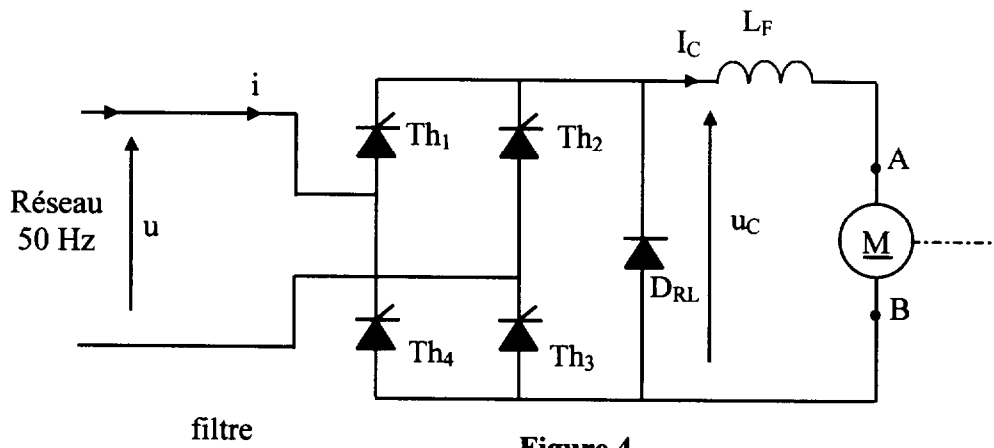 L_F
I_C
i
Th₁
Th₂
A
Réseau
50 Hz
u
u_C
M
D_RL
B
Th₄
Th₃
filtre
Figure 4